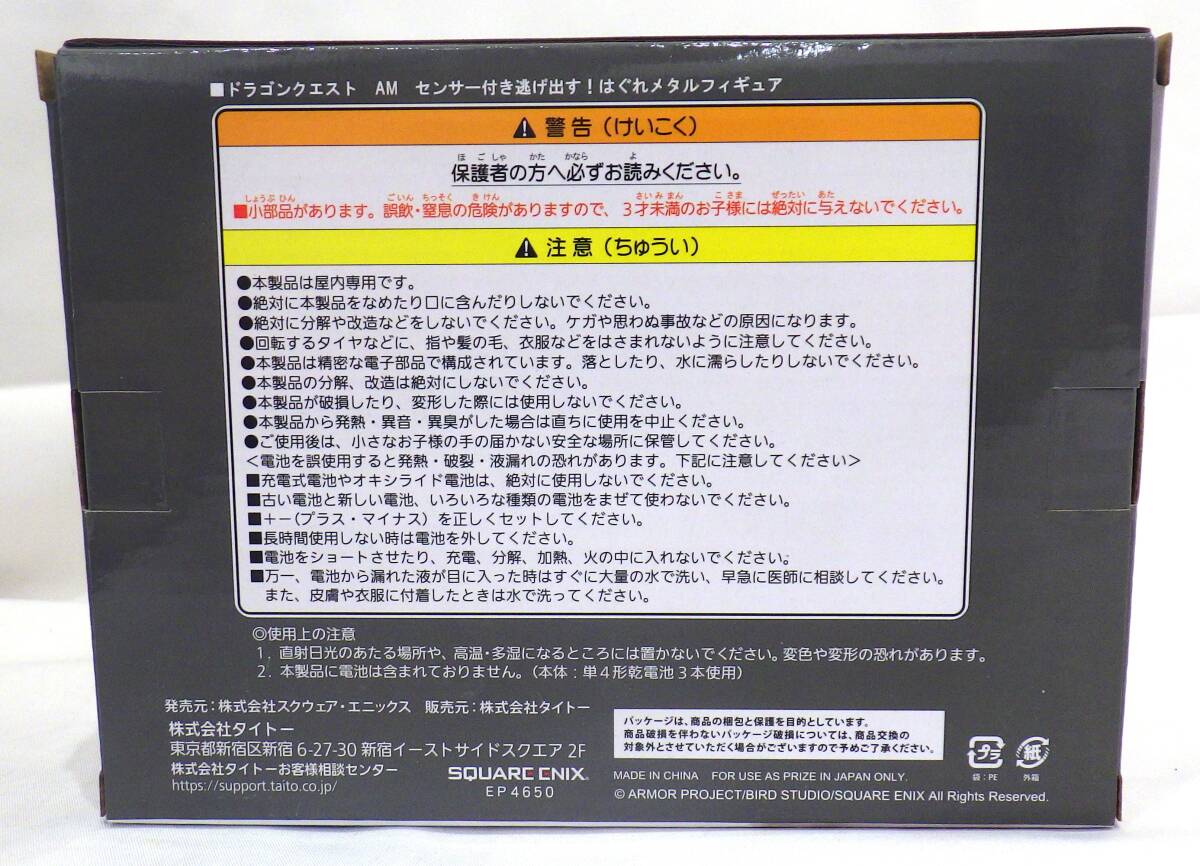 ■ドラゴンクエスト　AM　センサー付き逃げ出す！はぐれメタルフィギュア
⚠ 警告（けいこく）
ほごしゃ　かた　かなら　よ
保護者の方へ必ずお読みください。
しょうぶひん　ごいん　ちっそく　きけん　さいみまん　こさま　ぜったい　あた
■小部品があります。誤飲・窒息の危険がありますので、３才未満のお子様には絶対に与えないでください。
⚠ 注意（ちゅうい）
●本製品は屋内専用です。
●絶対に本製品をなめたり口に含んだりしないでください。
●絶対に分解や改造などをしないでください。ケガや思わぬ事故などの原因になります。
●回転するタイヤなどに、指や髪の毛、衣服などをはさまれないように注意してください。
●本製品は精密な電子部品で構成されています。落としたり、水に濡らしたりしないでください。
●本製品の分解、改造は絶対にしないでください。
●本製品が破損したり、変形した際には使用しないでください。
●本製品から発熱・異音・異臭がした場合は直ちに使用を中止ください。
●ご使用後は、小さなお子様の手の届かない安全な場所に保管してください。
＜電池を誤使用すると発熱・破裂・液漏れの恐れがあります。下記に注意してください＞
■充電式電池やオキシライド電池は、絶対に使用しないでください。
■古い電池と新しい電池、いろいろな種類の電池をまぜて使わないでください。
■＋－（プラス・マイナス）を正しくセットしてください。
■長時間使用しない時は電池を外してください。
■電池をショートさせたり、充電、分解、加熱、火の中に入れないでください。
■万一、電池から漏れた液が目に入った時はすぐに大量の水で洗い、早急に医師に相談してください。
また、皮膚や衣服に付着したときは水で洗ってください。
◎使用上の注意
1. 直射日光のあたる場所や、高温・多湿になるところには置かないでください。変色や変形の恐れがあります。
2. 本製品に電池は含まれておりません。（本体：単４形乾電池３本使用）
発売元：株式会社スクウェア・エニックス　販売元：株式会社タイトー
株式会社タイトー
東京都新宿区新宿 6-27-30 新宿イーストサイドスクエア 2F
株式会社タイトーお客様相談センター
https://support.taito.co.jp/
SQUARE ENIX.
EP4650
パッケージは、商品の梱包と保護を目的としています。
商品破損を伴わないパッケージ破損については、商品交換の
対象外とさせていただく場合がございますので予めご了承ください。
プラ
袋：PE
紙
外箱
MADE IN CHINA　FOR USE AS PRIZE IN JAPAN ONLY.
© ARMOR PROJECT/BIRD STUDIO/SQUARE ENIX All Rights Reserved.